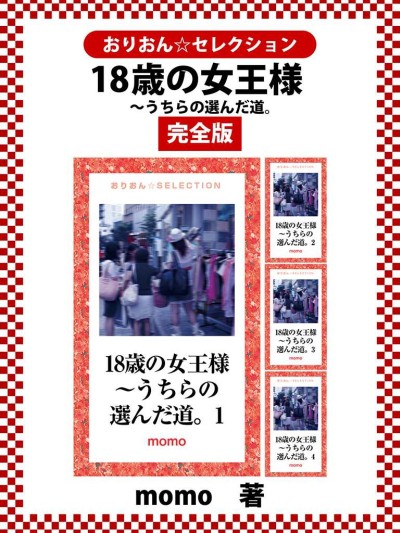 おりおん☆セレクション
18歳の女王様
～うちらの選んだ道。
完全版
おりおん☆SELECTION
18歳の女王様
～うちらの
選んだ道。1
momo
18歳の女王様
～うちらの
選んだ道。2
momo
18歳の女王様
～うちらの
選んだ道。3
momo
18歳の女王様
～うちらの
選んだ道。4
momo
momo 著